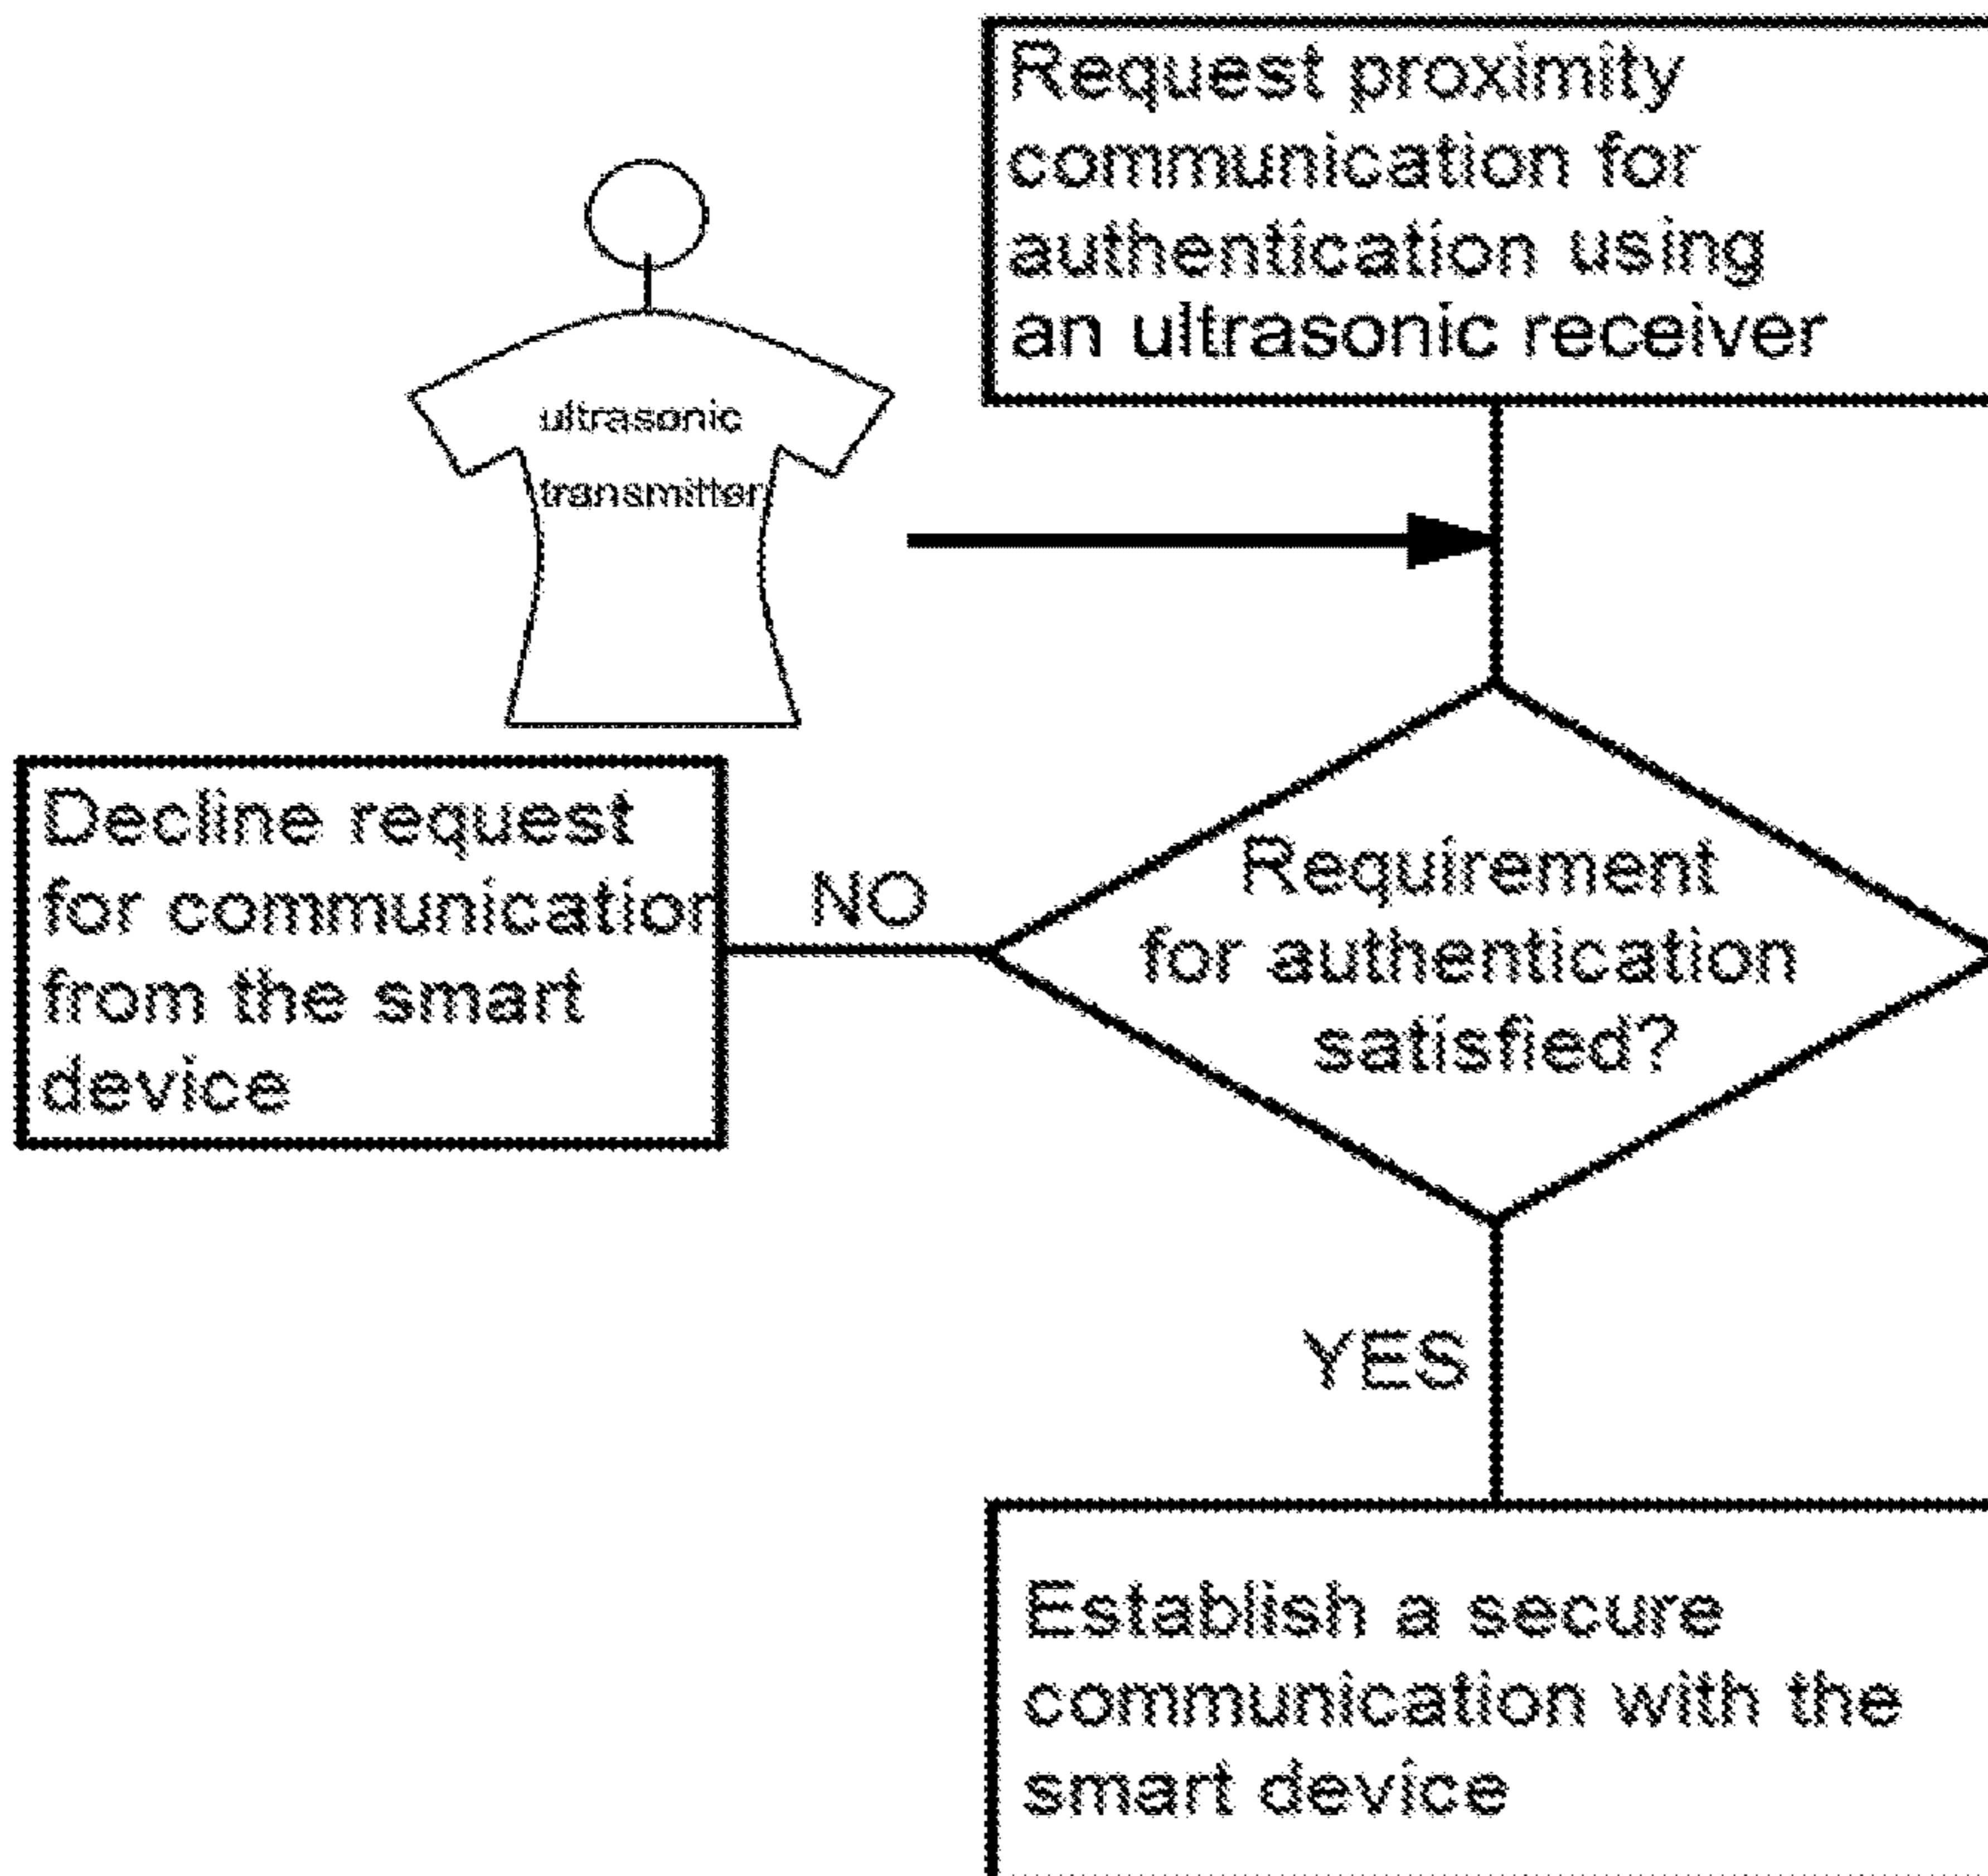 Request proximity
communication for
authentication using
an ultrasonic receiver
ultrasonic
transmitter
Decline request
for communication
from the smart
device
NO
Requirement
for authentication
satisfied?
YES
Establish a secure
communication with the
smart device